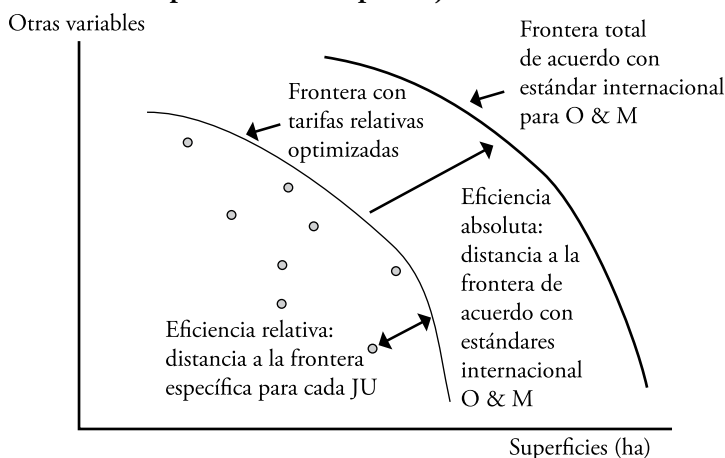 Otras variables
Frontera total
de acuerdo con
estándar internacional
para O & M
Frontera con
tarifas relativas
optimizadas
Eficiencia
absoluta:
distancia a la
frontera de
acuerdo con
estándares
internacional
O & M
Eficiencia relativa:
distancia a la frontera
específica para cada JU
Superficies (ha)